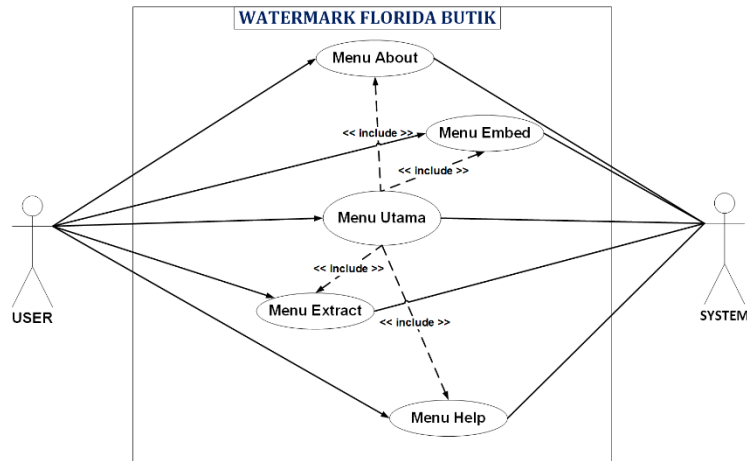 WATERMARK FLORIDA BUTIK
Menu About
<< include >>
Menu Embed
<< include >>
Menu Utama
<< include >>
Menu Extract
<< include >>
Menu Help
USER
SYSTEM